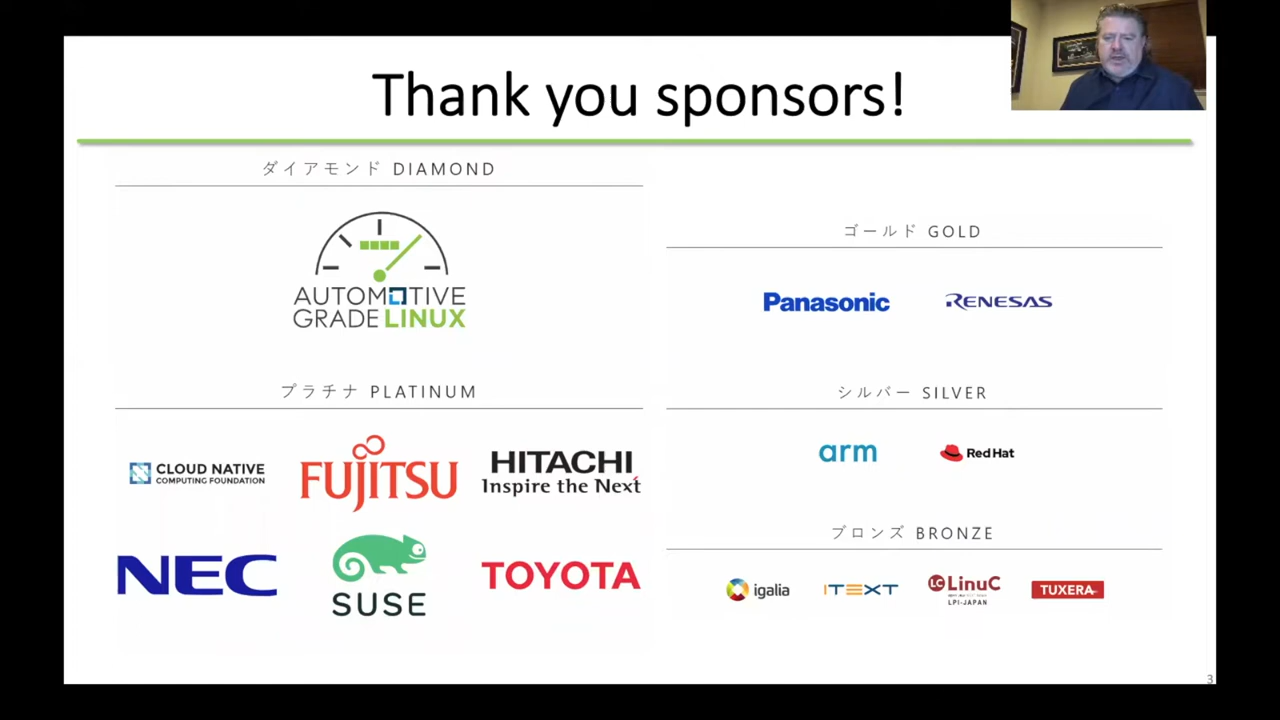 Thank you sponsors!
ダイアモンド DIAMOND
AUTOMOTIVE
GRADE LINUX
プラチナ PLATINUM
CLOUD NATIVE
COMPUTING FOUNDATION
FUJITSU
HITACHI
Inspire the Next
NEC
SUSE
TOYOTA
ゴールド GOLD
Panasonic
RENESAS
シルバー SILVER
arm
Red Hat
ブロンズ BRONZE
igalia
iTEXT
LC LinuC
LPI-JAPAN
TUXERA
3